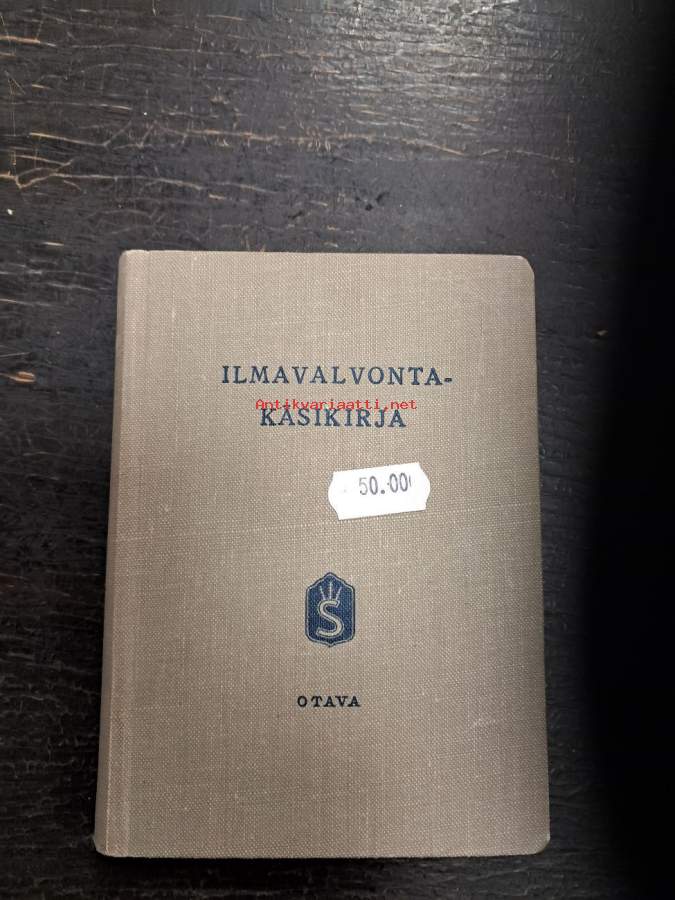 ILMAVALVONTA-
Antikvariaatti.net
KÄSIKIRJA
50.00
S
OTAVA